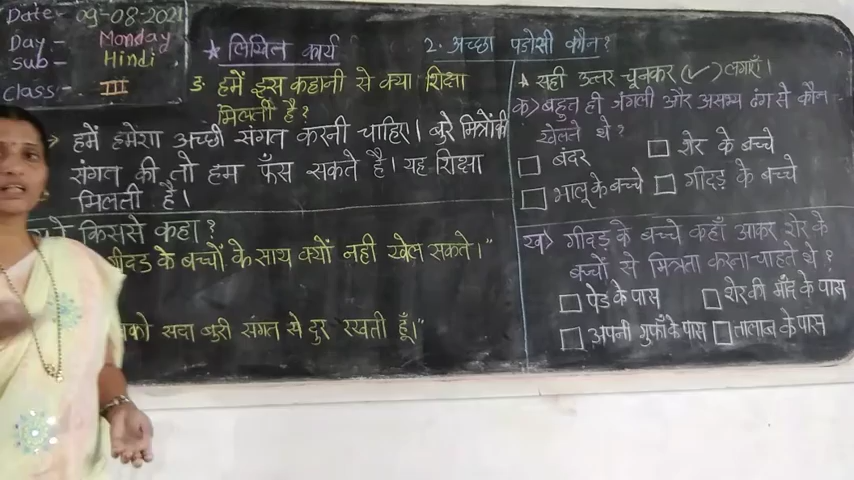 Date:- 09-08-2021
Day:- Monday
Sub:- Hindi
Class:- III
★ लिखित कार्य
2. अच्छा पडोसी कौन?
3. हमें इस कहानी से क्या शिक्षा
मिलती है?
हमें हमेशा अच्छी संगत करनी चाहिए। बुरे मित्रोंकी
संगत की तो हम फँस सकते है। यह शिक्षा
मिलती है।
किससे कहा?
गीदड के बच्चों के साथ क्यों नही खेल सकते।"
सदा बुरी संगत से दुर रखती हूँ।"
★ सही उत्तर चूनकर (✓) लगाएँ।
क> बहुत ही जंगली और असभ्य ढंग से कौन
खेलते थे?
□ बंदर □ शेर के बच्चे
□ भालू के बच्चे □ गीदड के बच्चे
ख> गीदड के बच्चे कहाँ आकर शेर के
बच्चों से मित्रता करना चाहते थे?
□ पेड के पास □ शेर की माँद के पास
□ अपनी गुफाँ के पास □ तालाब के पास